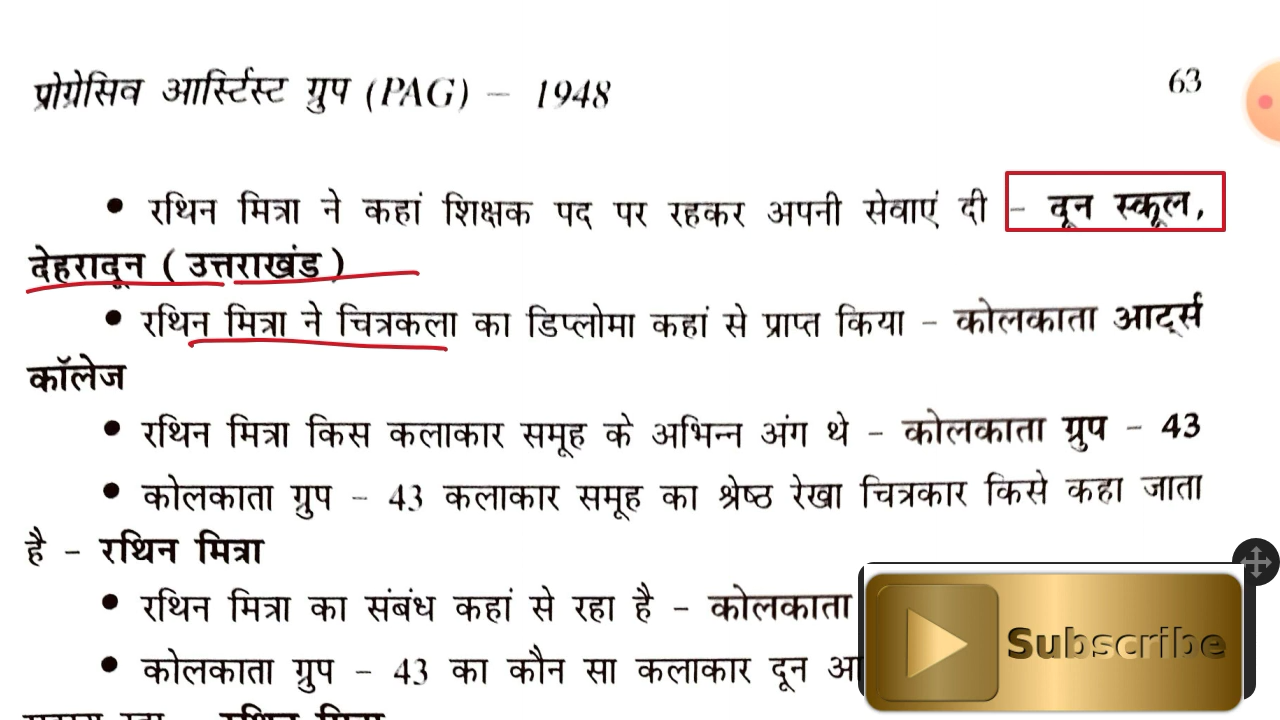 प्रोग्रेसिव आर्स्टिस्ट ग्रुप (PAG) – 1948 63
• रथिन मित्रा ने कहां शिक्षक पद पर रहकर अपनी सेवाएं दी – दून स्कूल,
देहरादून (उत्तराखंड)
• रथिन मित्रा ने चित्रकला का डिप्लोमा कहां से प्राप्त किया – कोलकाता आर्ट्स
कॉलेज
• रथिन मित्रा किस कलाकार समूह के अभिन्न अंग थे – कोलकाता ग्रुप – 43
• कोलकाता ग्रुप – 43 कलाकार समूह का श्रेष्ठ रेखा चित्रकार किसे कहा जाता
है – रथिन मित्रा
• रथिन मित्रा का संबंध कहां से रहा है – कोलकाता
• कोलकाता ग्रुप – 43 का कौन सा कलाकार दून आ
रथिन मित्रा
Subscribe